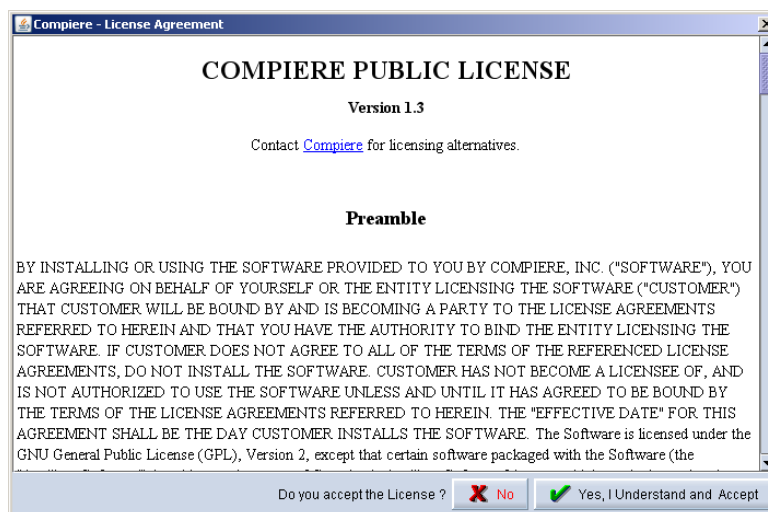 Compiere - License Agreement
COMPIERE PUBLIC LICENSE
Version 1.3
Contact Compiere for licensing alternatives.
Preamble
BY INSTALLING OR USING THE SOFTWARE PROVIDED TO YOU BY COMPIERE, INC. ("SOFTWARE"), YOU
ARE AGREEING ON BEHALF OF YOURSELF OR THE ENTITY LICENSING THE SOFTWARE ("CUSTOMER")
THAT CUSTOMER WILL BE BOUND BY AND IS BECOMING A PARTY TO THE LICENSE AGREEMENTS
REFERRED TO HEREIN AND THAT YOU HAVE THE AUTHORITY TO BIND THE ENTITY LICENSING THE
SOFTWARE. IF CUSTOMER DOES NOT AGREE TO ALL OF THE TERMS OF THE REFERENCED LICENSE
AGREEMENTS, DO NOT INSTALL THE SOFTWARE. CUSTOMER HAS NOT BECOME A LICENSEE OF, AND
IS NOT AUTHORIZED TO USE THE SOFTWARE UNLESS AND UNTIL IT HAS AGREED TO BE BOUND BY
THE TERMS OF THE LICENSE AGREEMENTS REFERRED TO HEREIN. THE "EFFECTIVE DATE" FOR THIS
AGREEMENT SHALL BE THE DAY CUSTOMER INSTALLS THE SOFTWARE. The Software is licensed under the
GNU General Public License (GPL), Version 2, except that certain software packaged with the Software (the
Do you accept the License ? No Yes, I Understand and Accept